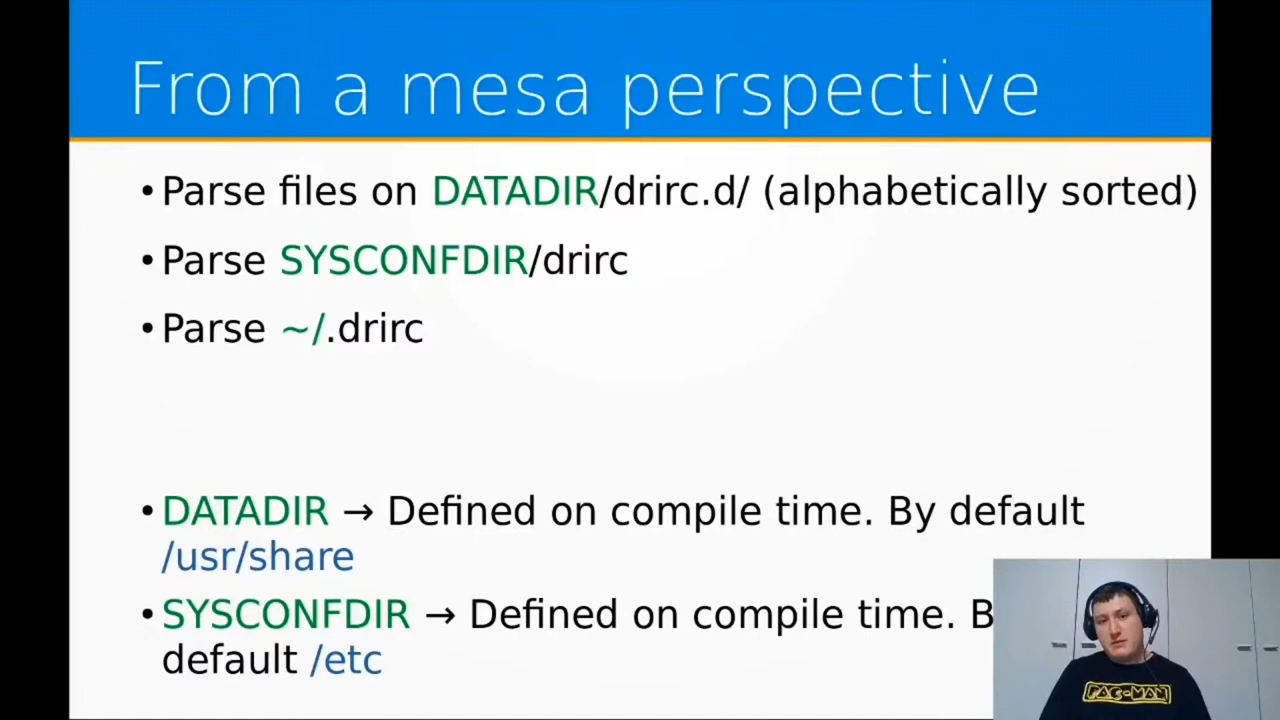 From a mesa perspective
• Parse files on DATADIR/drirc.d/ (alphabetically sorted)
• Parse SYSCONFDIR/drirc
• Parse ~/.drirc
• DATADIR → Defined on compile time. By default
/usr/share
• SYSCONFDIR → Defined on compile time. B
default /etc
PAC-MAN